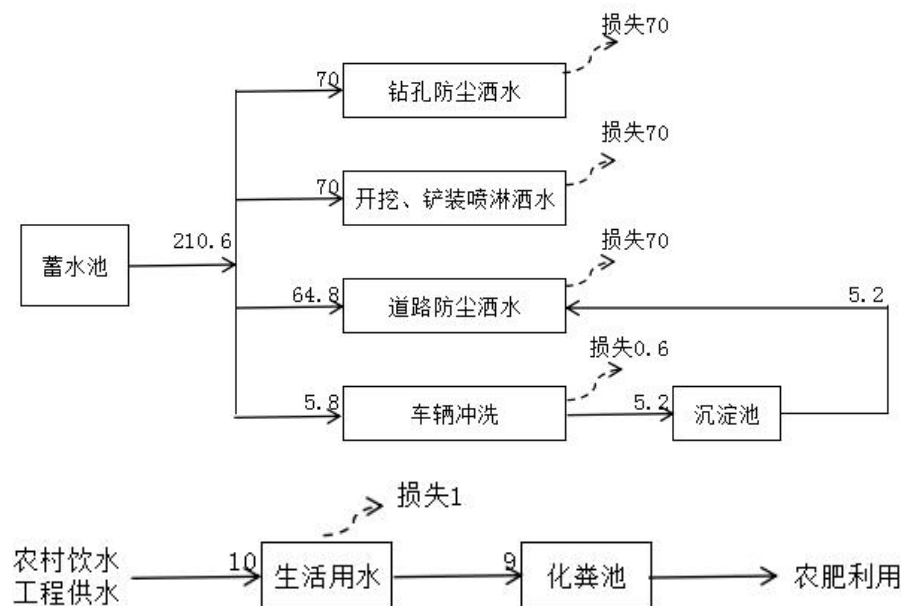 损失70
70
钻孔防尘洒水
损失70
70
开挖、铲装喷淋洒水
蓄水池
210.6
损失70
64.8
道路防尘洒水
5.2
损失0.6
5.8
车辆冲洗
5.2
沉淀池
损失1
农村饮水
工程供水
10
生活用水
9
化粪池
农肥利用